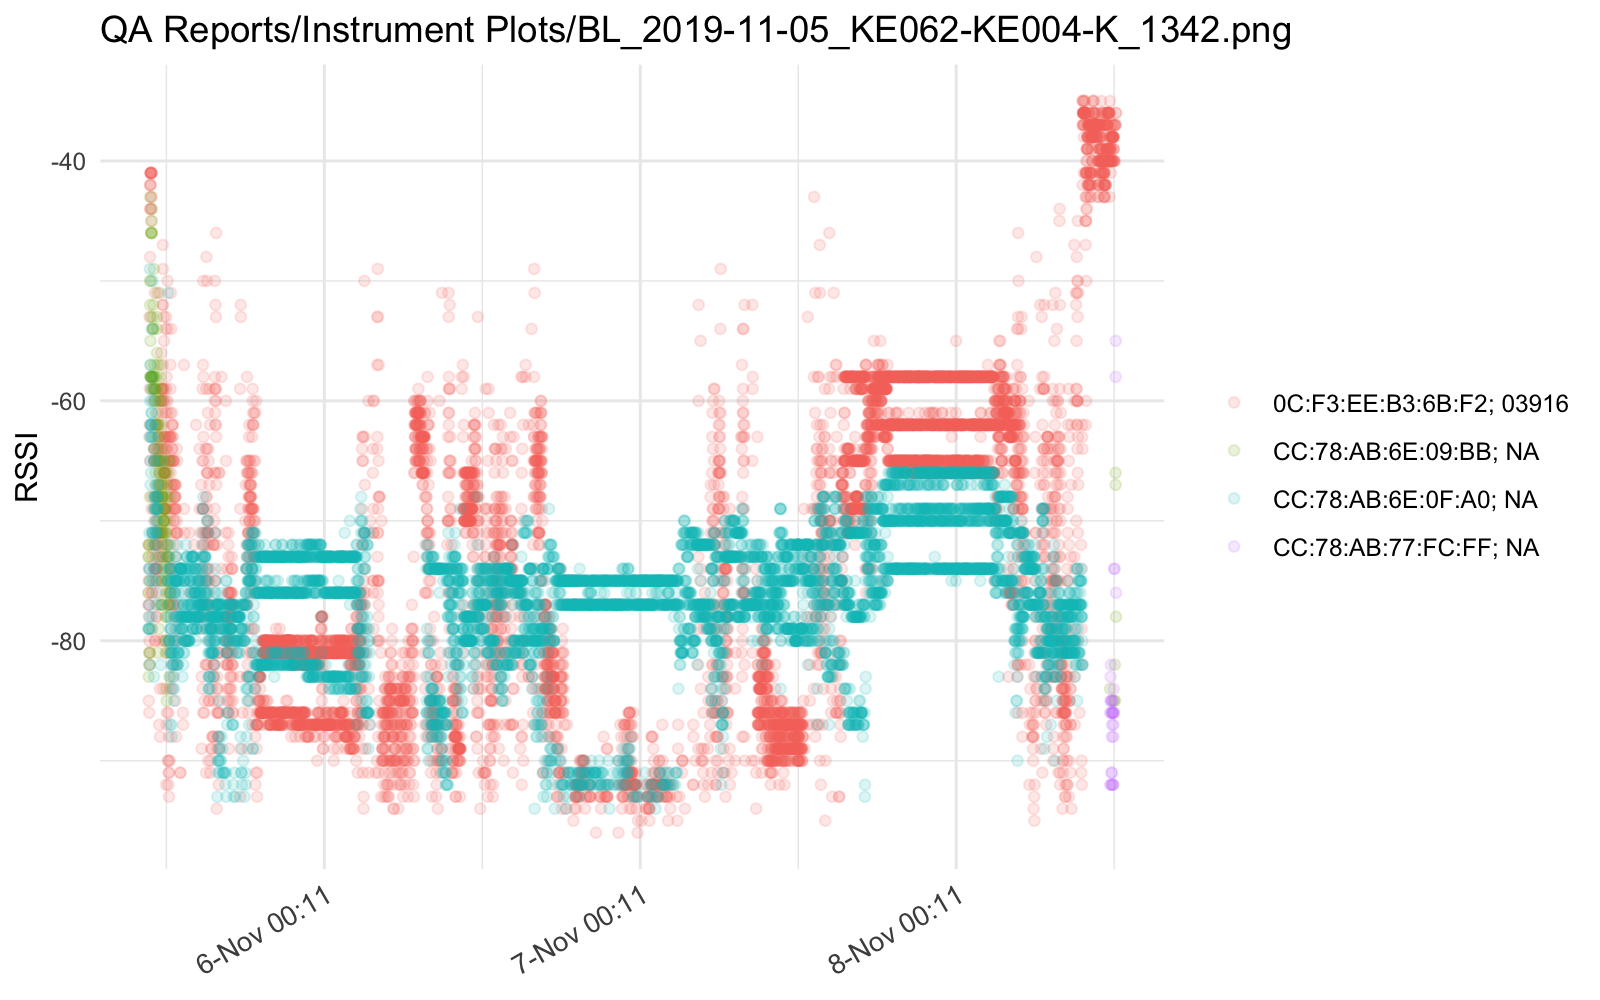 QA Reports/Instrument Plots/BL_2019-11-05_KE062-KE004-K_1342.png
RSSI
-40
-60
-80
6-Nov 00:11
7-Nov 00:11
8-Nov 00:11
0C:F3:EE:B3:6B:F2; 03916
CC:78:AB:6E:09:BB; NA
CC:78:AB:6E:0F:A0; NA
CC:78:AB:77:FC:FF; NA